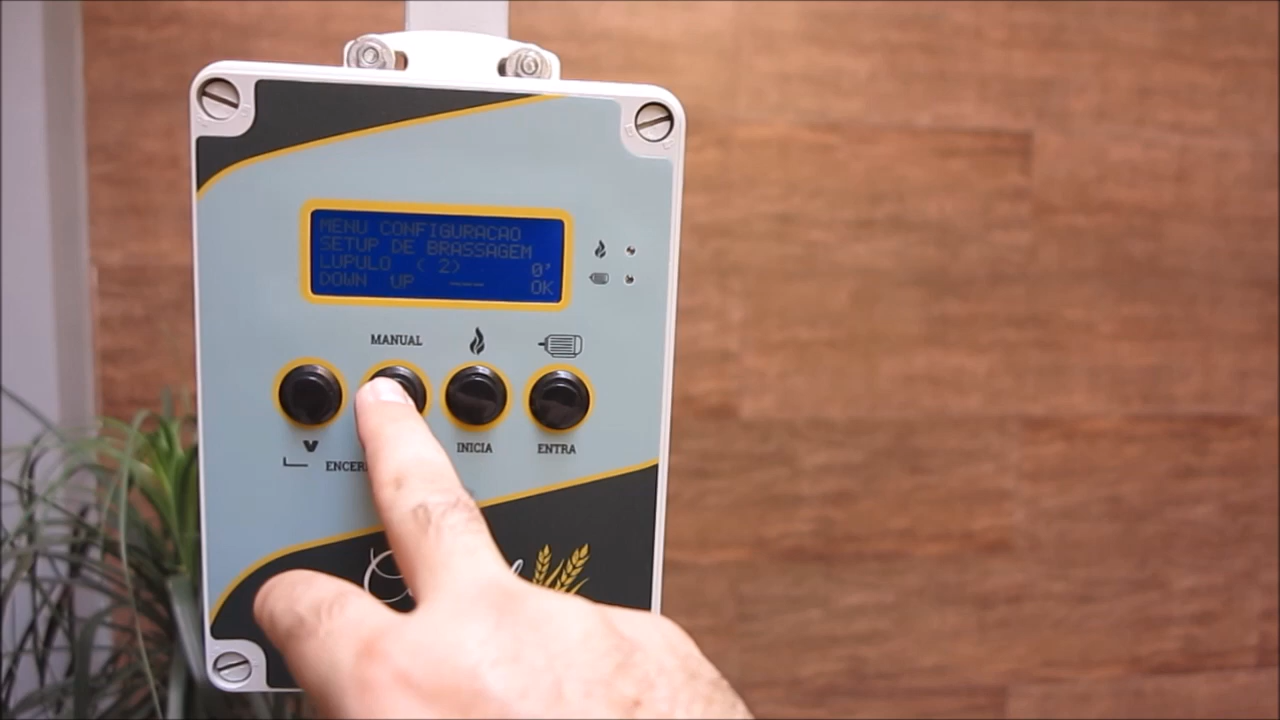 MENU CONFIGURACAO
SETUP DE BRASSAGEM
LUPULO ( 2) 0'
DOWN UP ---- OK
MANUAL
INICIA
ENTRA